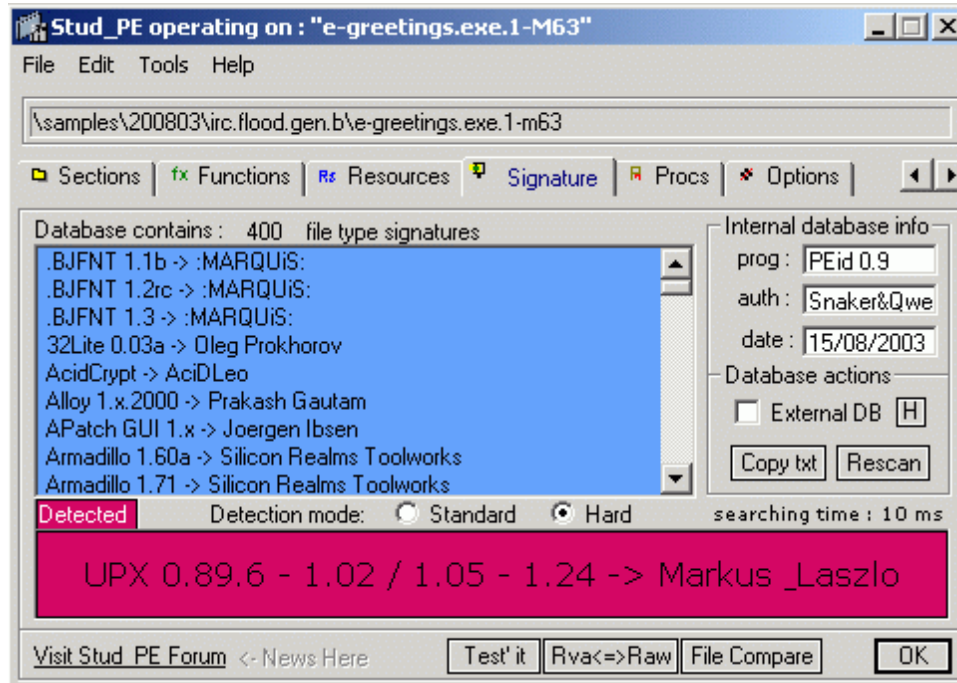 Stud_PE operating on : "e-greetings.exe.1-M63"
File Edit Tools Help
\samples\200803\irc.flood.gen.b\e-greetings.exe.1-m63
Sections fx Functions Rs Resources Signature Procs Options
Database contains : 400 file type signatures
.BJFNT 1.1b -> :MARQUiS:
.BJFNT 1.2rc -> :MARQUiS:
.BJFNT 1.3 -> :MARQUiS:
32Lite 0.03a -> Oleg Prokhorov
AcidCrypt -> AciDLeo
Alloy 1.x.2000 -> Prakash Gautam
APatch GUI 1.x -> Joergen Ibsen
Armadillo 1.60a -> Silicon Realms Toolworks
Armadillo 1.71 -> Silicon Realms Toolworks
Internal database info
prog : PEid 0.9
auth : Snaker&Qwe
date : 15/08/2003
Database actions
External DB H
Copy txt Rescan
Detected Detection mode: Standard Hard searching time : 10 ms
UPX 0.89.6 - 1.02 / 1.05 - 1.24 -> Markus _Laszlo
Visit Stud PE Forum <- News Here Test' it Rva<=>Raw File Compare OK